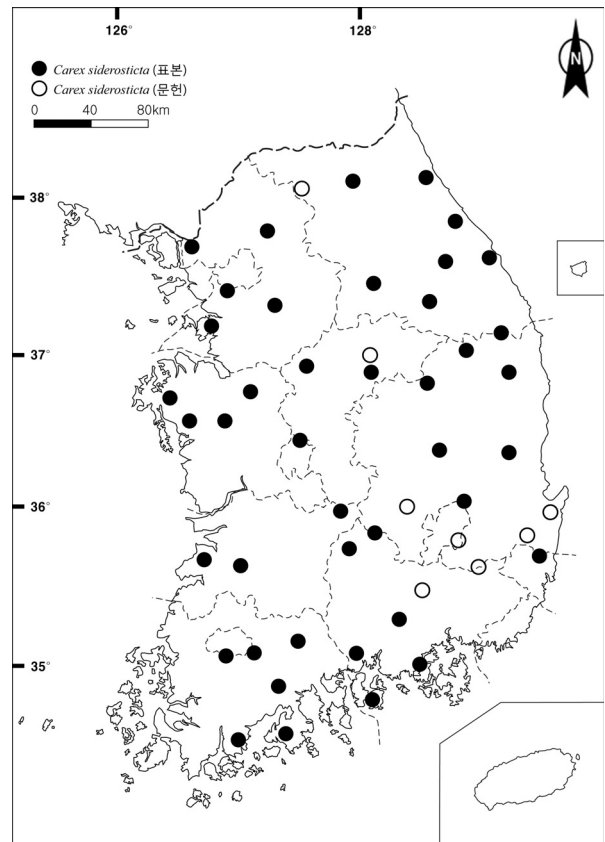 126° 128°
N
Carex siderosticta (표본)
Carex siderosticta (문헌)
0 40 80km
38°
37°
36°
35°